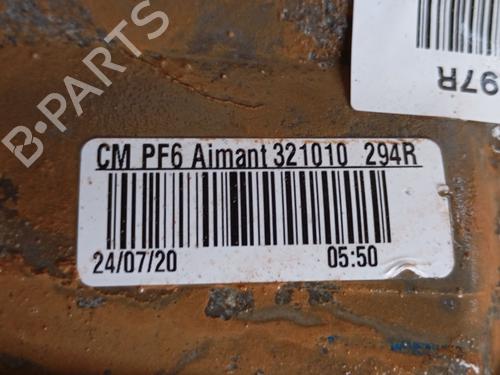 B-PARTS
97R
CM PF6 Aimant 321010 294R
24/07/20 05:50